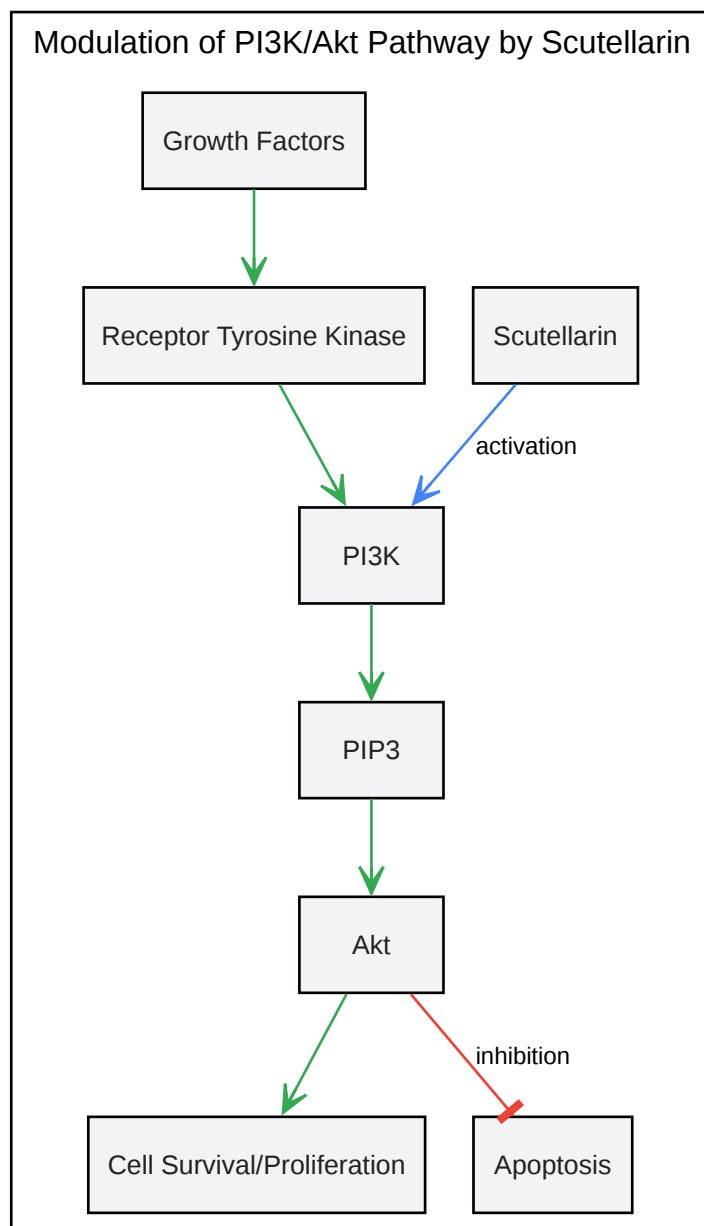 Modulation of PI3K/Akt Pathway by Scutellarin
Growth Factors
Receptor Tyrosine Kinase
Scutellarin
activation
PI3K
PIP3
Akt
inhibition
Cell Survival/Proliferation
Apoptosis